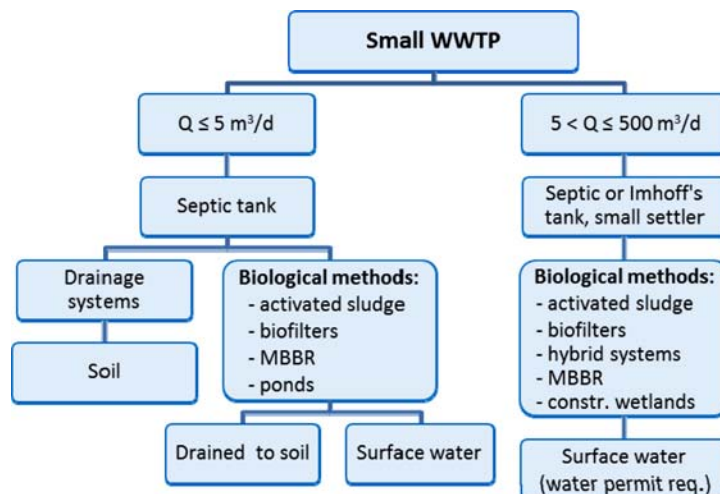 Small WWTP
Q ≤ 5 m³/d
5 < Q ≤ 500 m³/d
Septic tank
Septic or Imhoff's
tank, small settler
Drainage
systems
Soil
Biological methods:
- activated sludge
- biofilters
- MBBR
- ponds
Drained to soil
Surface water
Biological methods:
- activated sludge
- biofilters
- hybrid systems
- MBBR
- constr. wetlands
Surface water
(water permit req.)